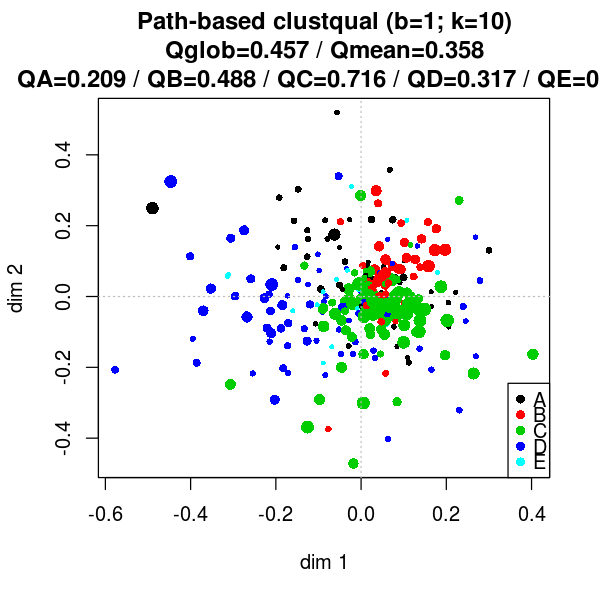 Path-based clustqual (b=1; k=10)
Qglob=0.457 / Qmean=0.358
QA=0.209 / QB=0.488 / QC=0.716 / QD=0.317 / QE=0
dim 2
0.4
0.2
0.0
-0.2
-0.4
A
B
C
D
E
-0.6 -0.4 -0.2 0.0 0.2 0.4
dim 1